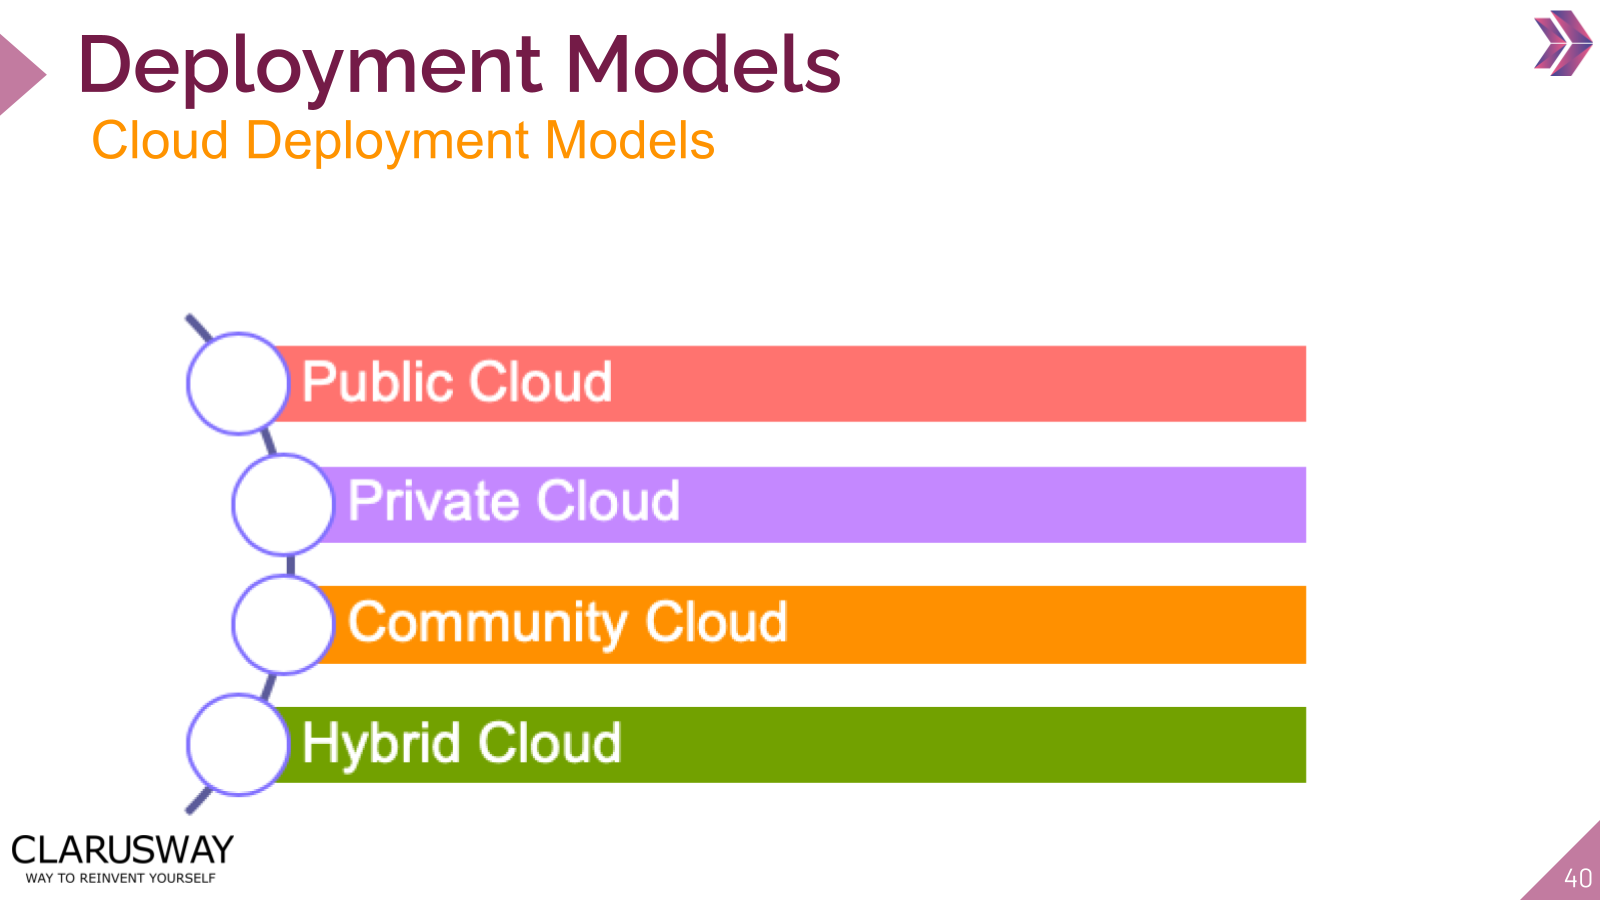 Deployment Models
Cloud Deployment Models
Public Cloud
Private Cloud
Community Cloud
Hybrid Cloud
CLARUSWAY
WAY TO REINVENT YOURSELF
40